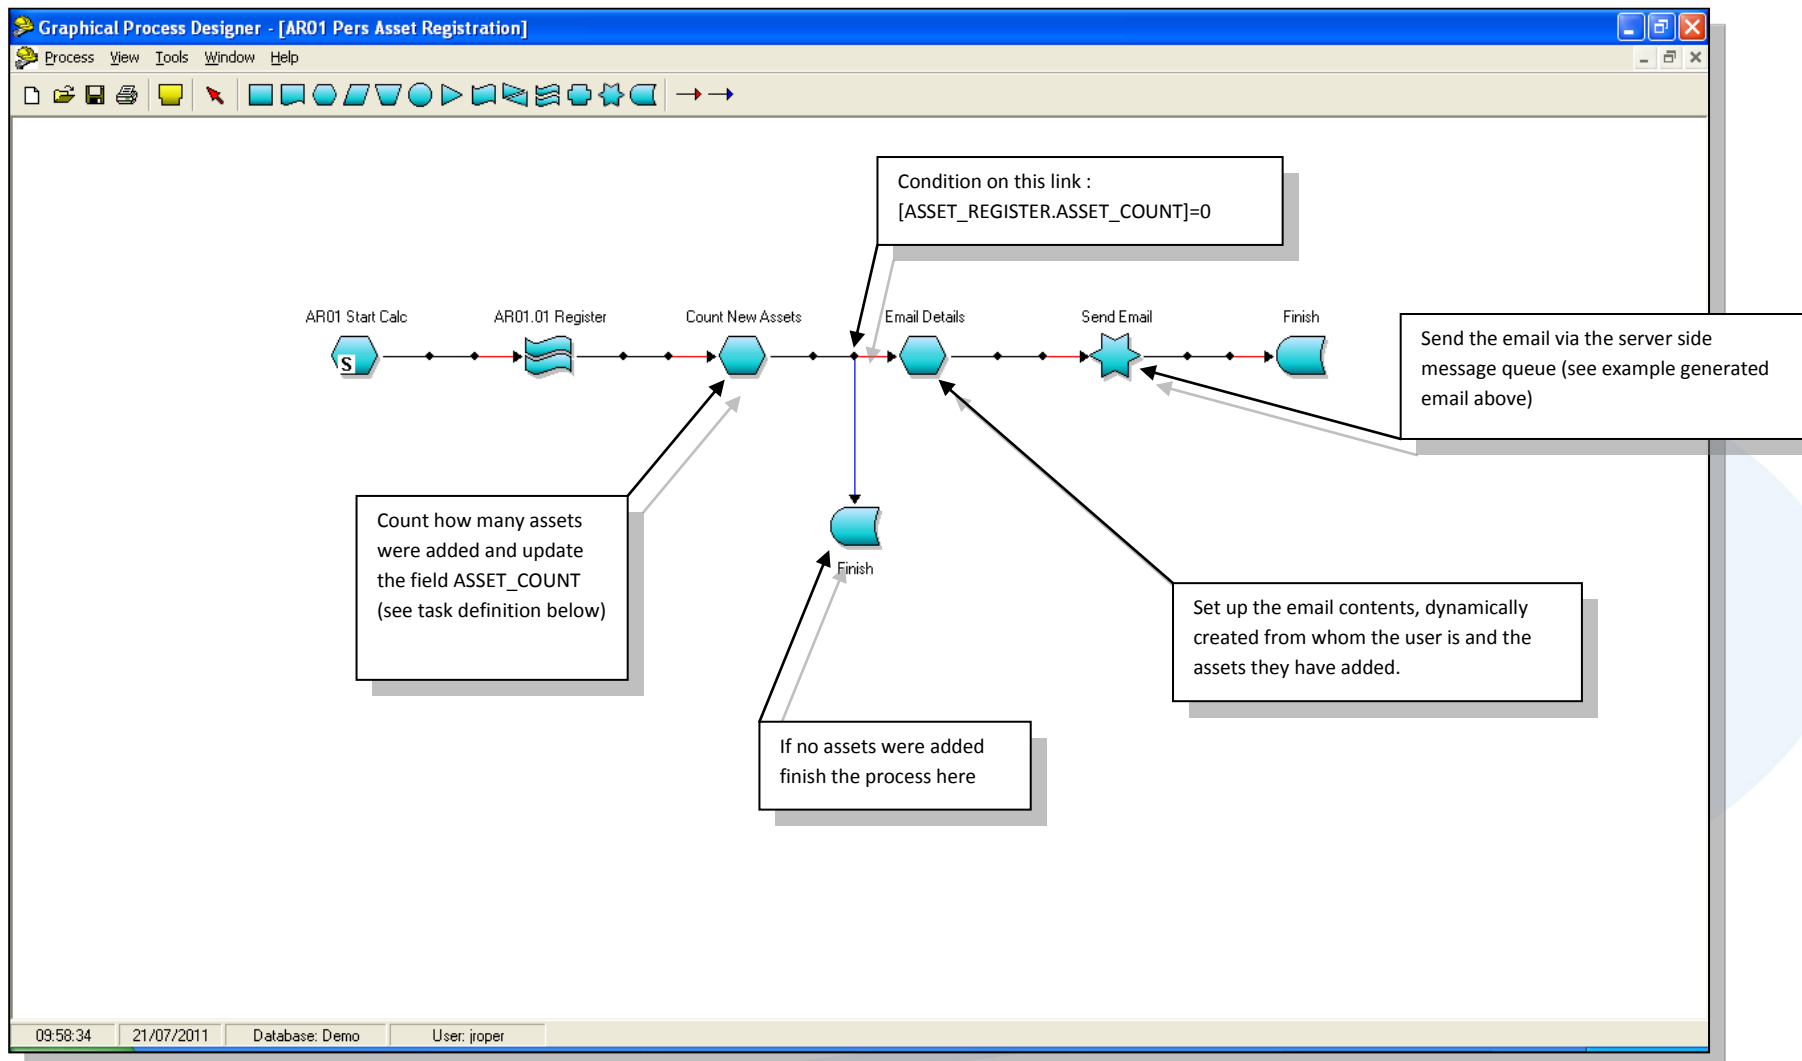 Graphical Process Designer - [AR01 Pers Asset Registration]
Process View Tools Window Help
Condition on this link :
[ASSET_REGISTER.ASSET_COUNT]=0
AR01 Start Calc
AR01.01 Register
Count New Assets
Email Details
Send Email
Finish
S
Send the email via the server side
message queue (see example generated
email above)
Count how many assets
were added and update
the field ASSET_COUNT
(see task definition below)
Finish
Set up the email contents, dynamically
created from whom the user is and the
assets they have added.
If no assets were added
finish the process here
09:58:34 21/07/2011 Database: Demo User: jroper